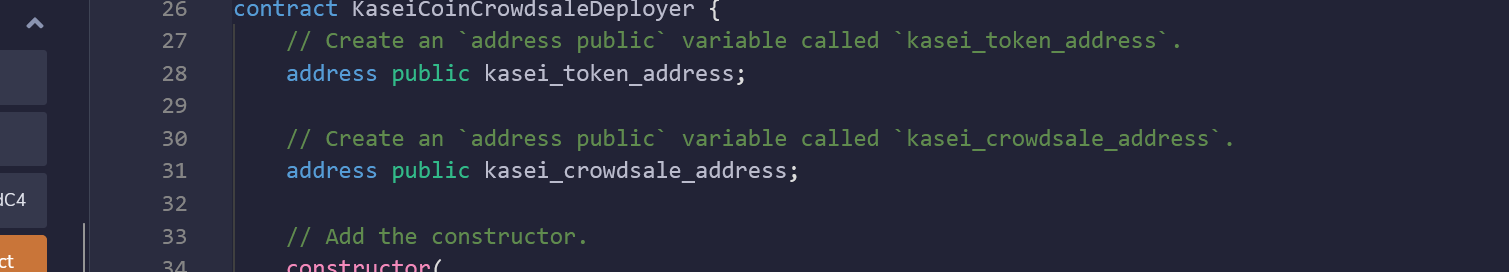 26 contract KaseiCoinCrowdsaleDeployer {
27 // Create an `address public` variable called `kasei_token_address`.
28 address public kasei_token_address;
29
30 // Create an `address public` variable called `kasei_crowdsale_address`.
31 address public kasei_crowdsale_address;
32
dC4
33 // Add the constructor.
ct
34 constructor(